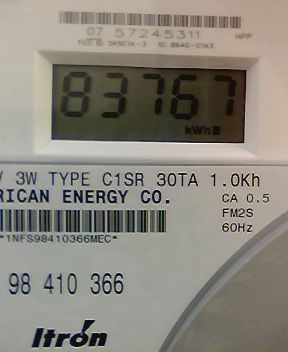 07 57245311
83767
kWh
V 3W TYPE C1SR 30TA 1.0Kh
RICAN ENERGY CO.
CA 0.5
FM2S
60Hz
*1NFS98410366MEC*
98 410 366
Itrón